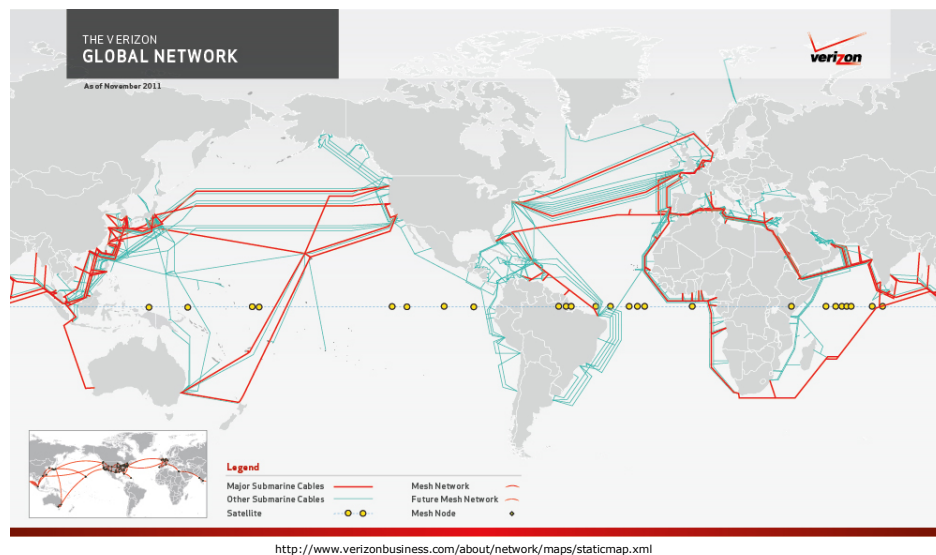 THE VERIZON
GLOBAL NETWORK
verizon
As of November 2011
Legend
Major Submarine Cables
Mesh Network
Other Submarine Cables
Future Mesh Network
Satellite
Mesh Node
http://www.verizonbusiness.com/about/network/maps/staticmap.xml